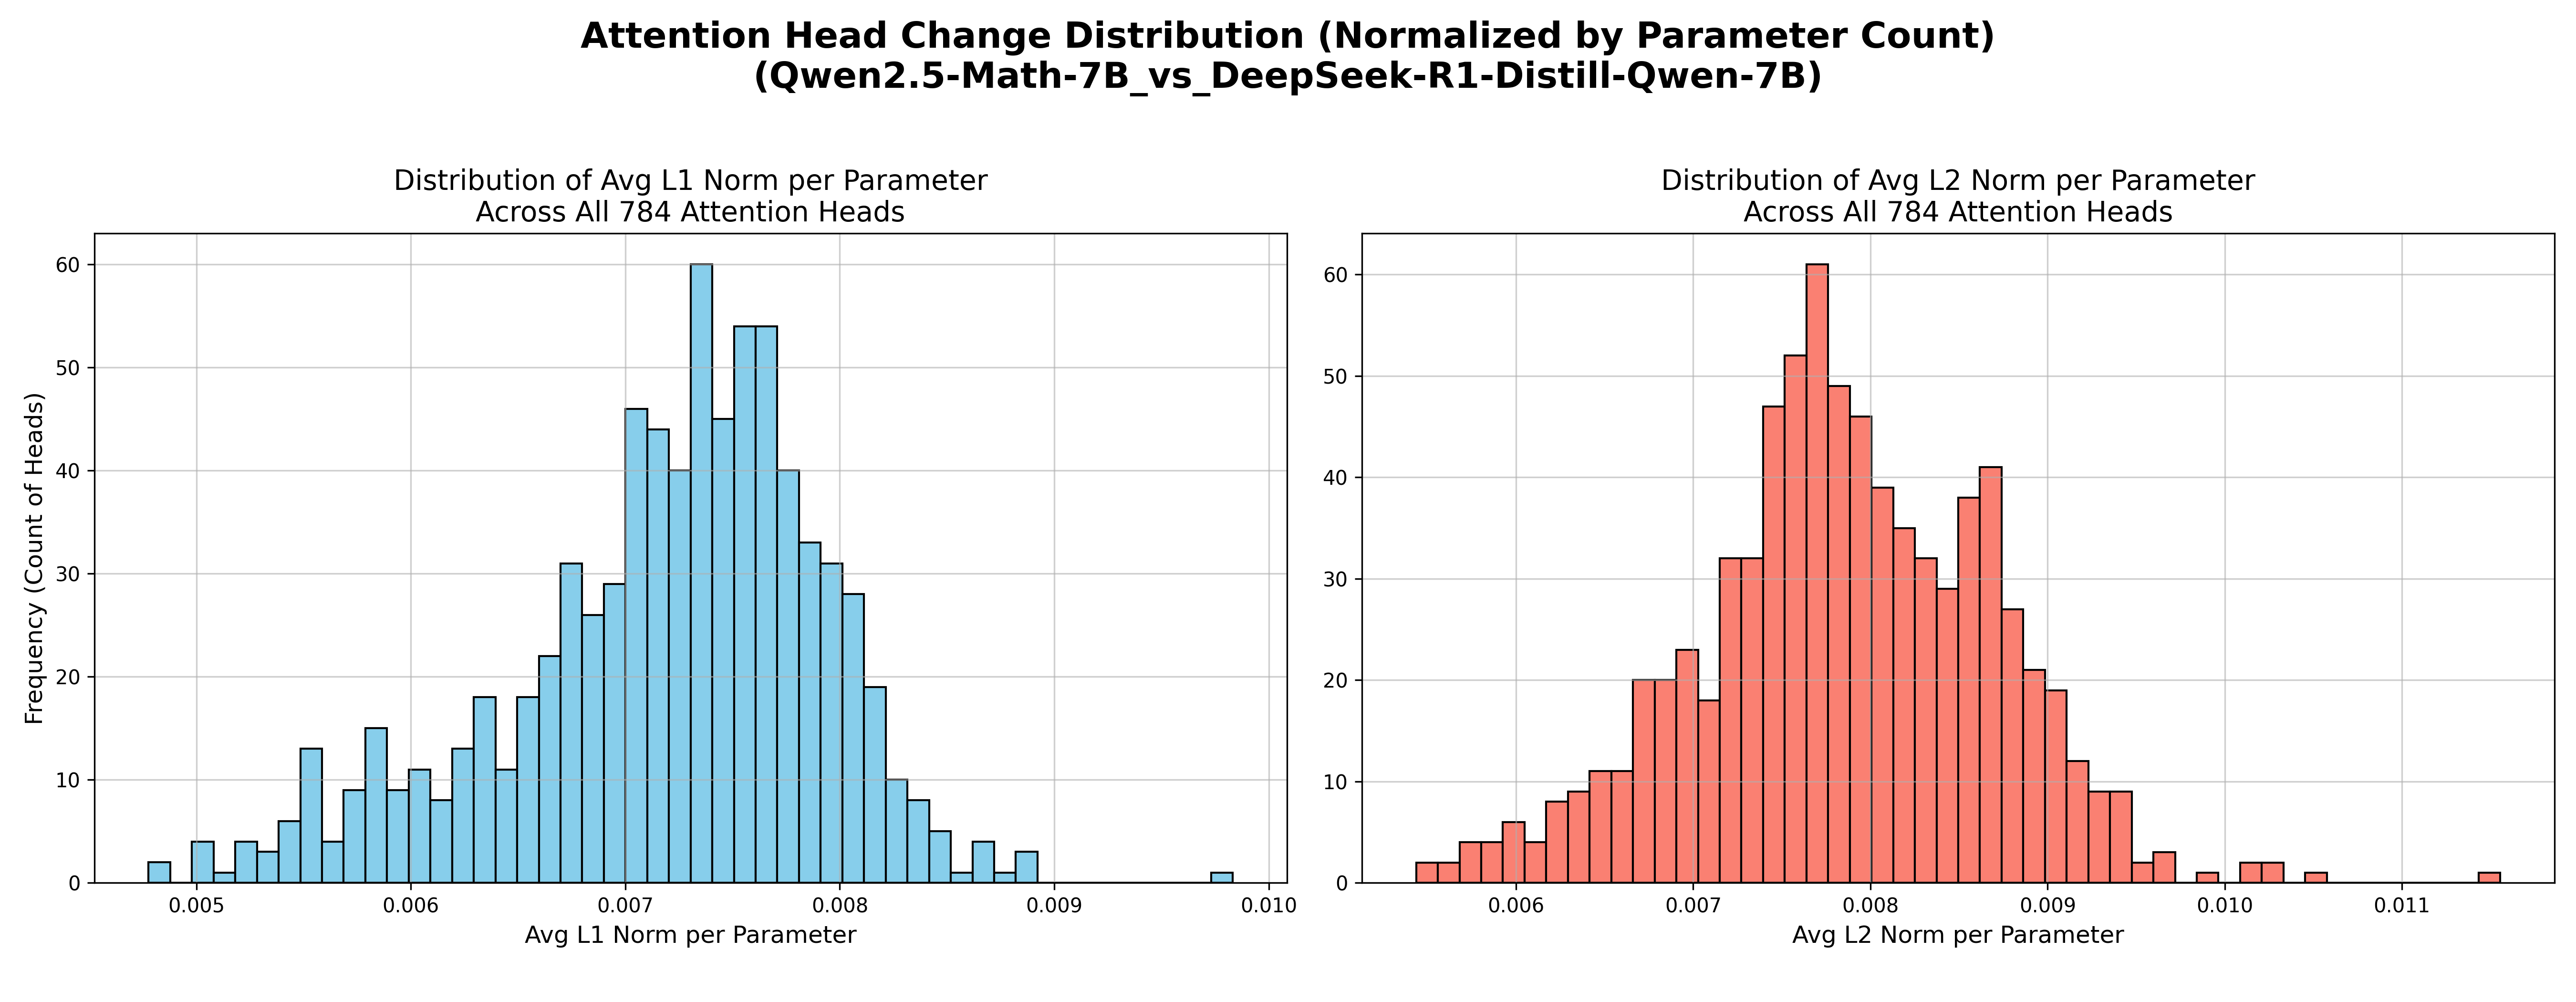 Attention Head Change Distribution (Normalized by Parameter Count)
(Qwen2.5-Math-7B_vs_DeepSeek-R1-Distill-Qwen-7B)
Distribution of Avg L1 Norm per Parameter
Across All 784 Attention Heads
Frequency (Count of Heads)
60
50
40
30
20
10
0
0.005 0.006 0.007 0.008 0.009 0.010
Avg L1 Norm per Parameter
Distribution of Avg L2 Norm per Parameter
Across All 784 Attention Heads
60
50
40
30
20
10
0
0.006 0.007 0.008 0.009 0.010 0.011
Avg L2 Norm per Parameter